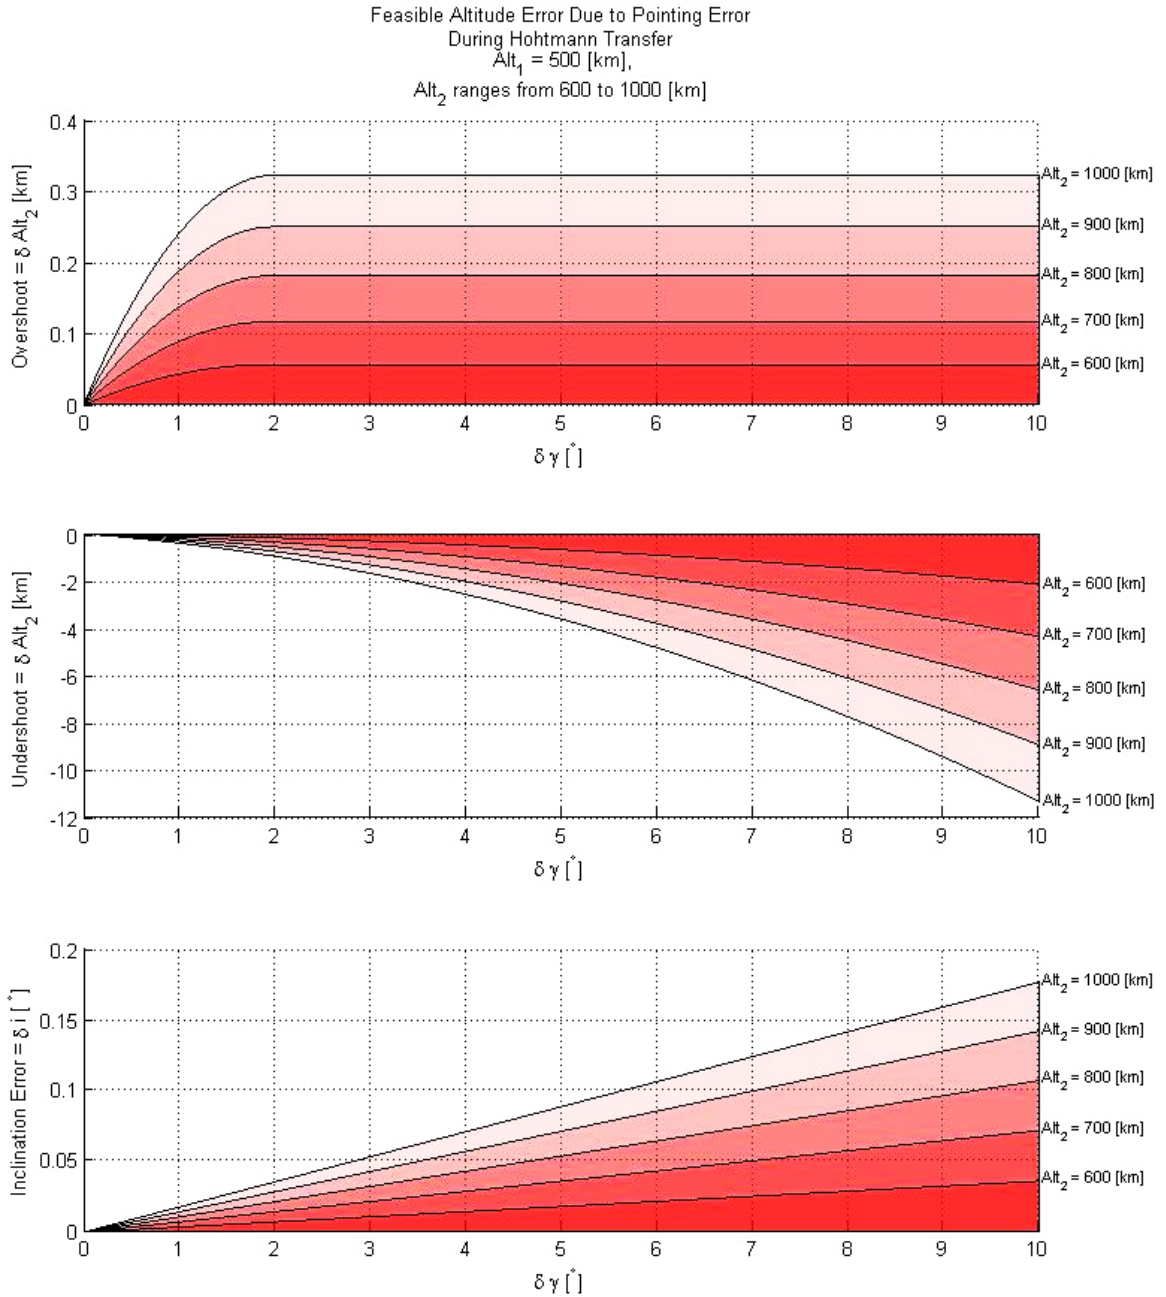 Feasible Altitude Error Due to Pointing Error
During Hohtmann Transfer
Alt₁ = 500 [km],
Alt₂ ranges from 600 to 1000 [km]
Overshoot = δ Alt₂ [km]
0.4
0.3
0.2
0.1
0
Alt₂ = 1000 [km]
Alt₂ = 900 [km]
Alt₂ = 800 [km]
Alt₂ = 700 [km]
Alt₂ = 600 [km]
0 1 2 3 4 5 6 7 8 9 10
δ γ [°]
Undershoot = δ Alt₂ [km]
0
-2
-4
-6
-8
-10
-12
Alt₂ = 600 [km]
Alt₂ = 700 [km]
Alt₂ = 800 [km]
Alt₂ = 900 [km]
Alt₂ = 1000 [km]
0 1 2 3 4 5 6 7 8 9 10
δ γ [°]
Inclination Error = δ i [°]
0.2
0.15
0.1
0.05
0
Alt₂ = 1000 [km]
Alt₂ = 900 [km]
Alt₂ = 800 [km]
Alt₂ = 700 [km]
Alt₂ = 600 [km]
0 1 2 3 4 5 6 7 8 9 10
δ γ [°]